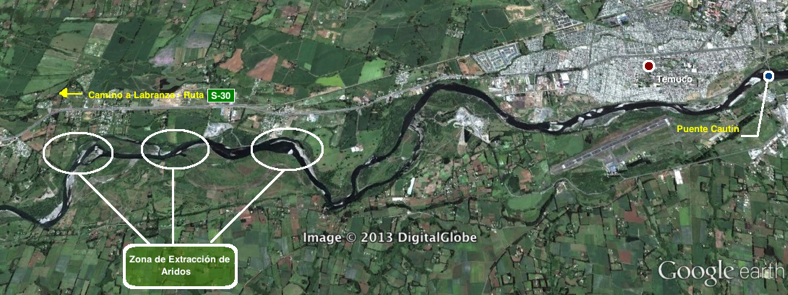 Temuco
Camino a Labranza - Ruta S-30
Puente Cautín
Zona de Extracción de
Aridos
Image © 2013 DigitalGlobe
Google earth